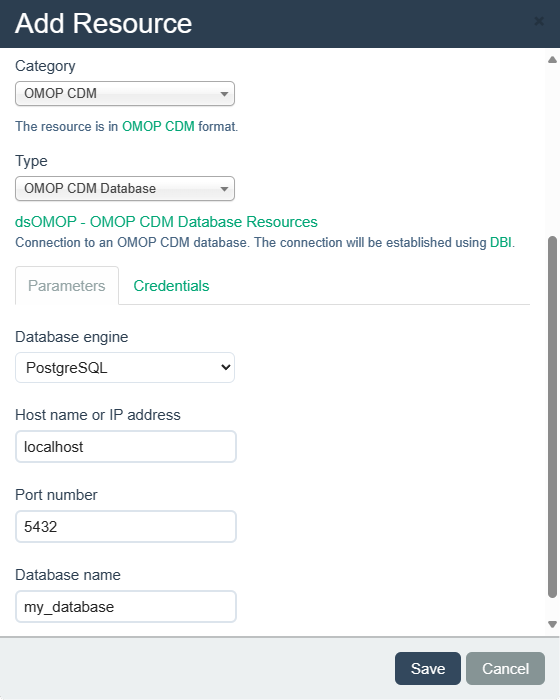 Add Resource
Category
OMOP CDM
The resource is in OMOP CDM format.
Type
OMOP CDM Database
dsOMOP - OMOP CDM Database Resources
Connection to an OMOP CDM database. The connection will be established using DBI.
Parameters Credentials
Database engine
PostgreSQL
Host name or IP address
localhost
Port number
5432
Database name
my_database
Save Cancel